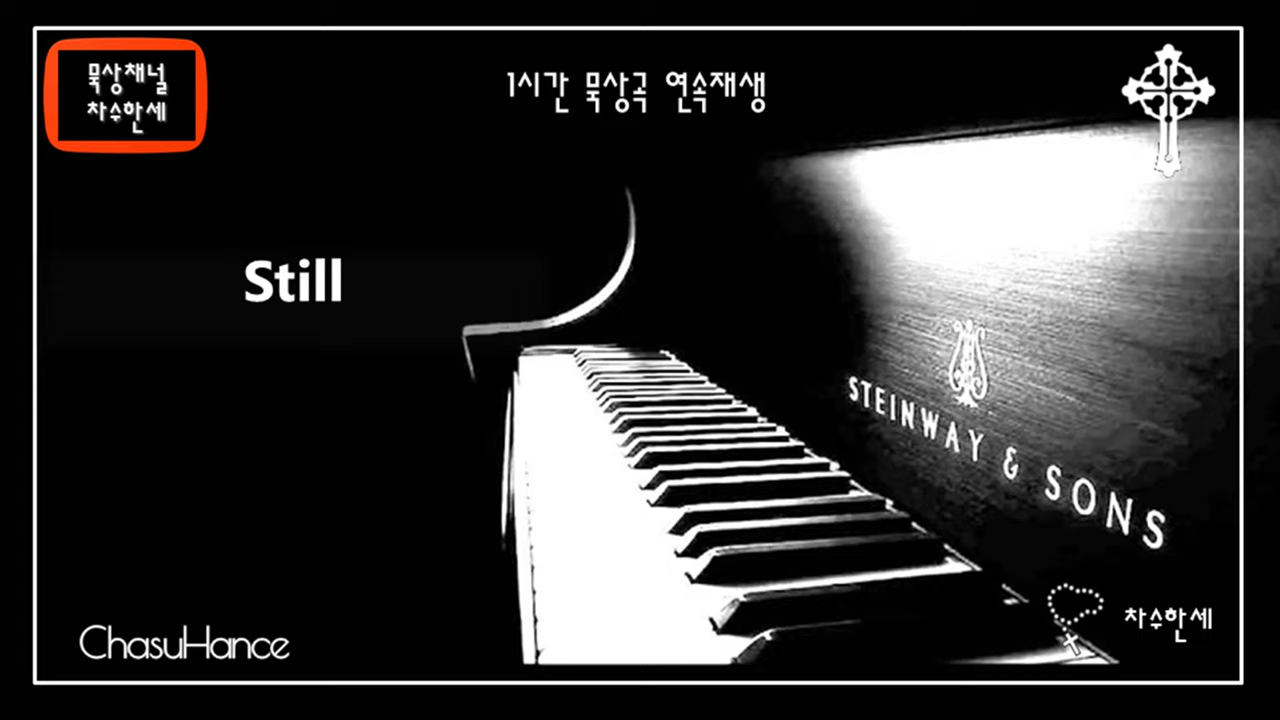 묵상채널
차수한세
1시간 묵상곡 연속재생
Still
STEINWAY & SONS
ChasuHance
차수한세